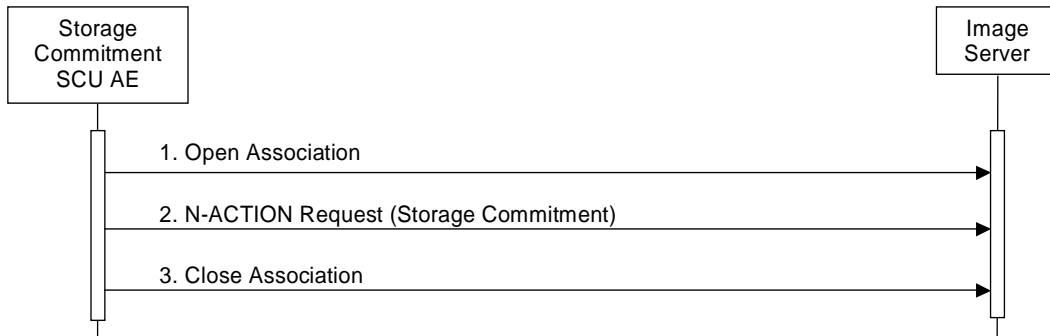 Storage
Commitment
SCU AE
Image
Server
1. Open Association
2. N-ACTION Request (Storage Commitment)
3. Close Association